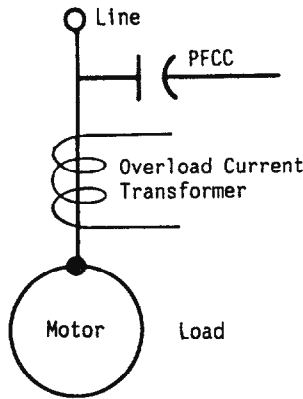 Line
PFCC
Overload Current
Transformer
Motor
Load